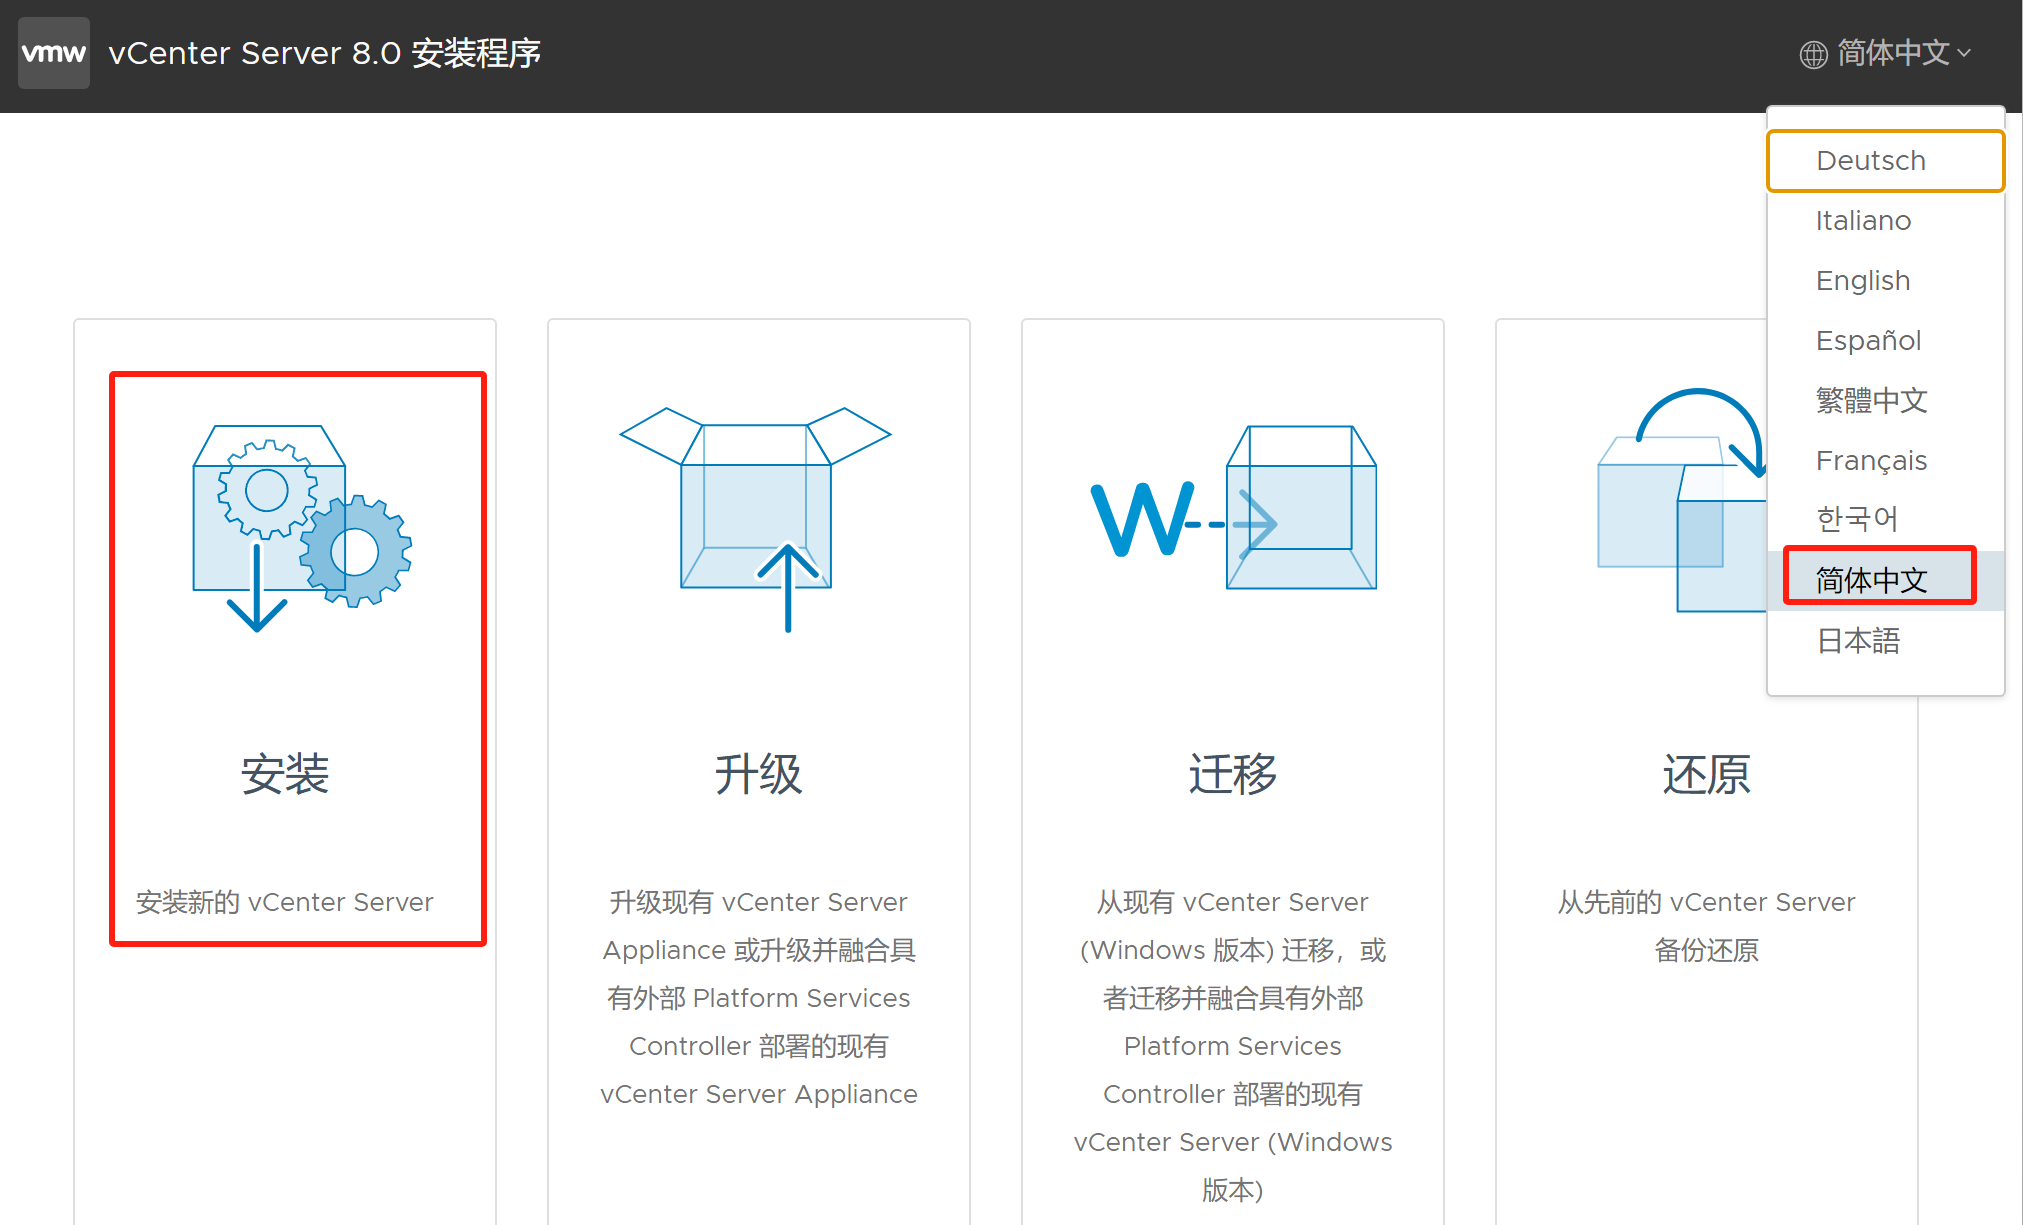 vmw
vCenter Server 8.0 安装程序
简体中文
Deutsch
Italiano
English
Español
繁體中文
Français
한국어
简体中文
日本語
W
安装
安装新的 vCenter Server
升级
升级现有 vCenter Server
Appliance 或升级并融合具
有外部 Platform Services
Controller 部署的现有
vCenter Server Appliance
迁移
从现有 vCenter Server
(Windows 版本) 迁移，或
者迁移并融合具有外部
Platform Services
Controller 部署的现有
vCenter Server (Windows
版本)
还原
从先前的 vCenter Server
备份还原